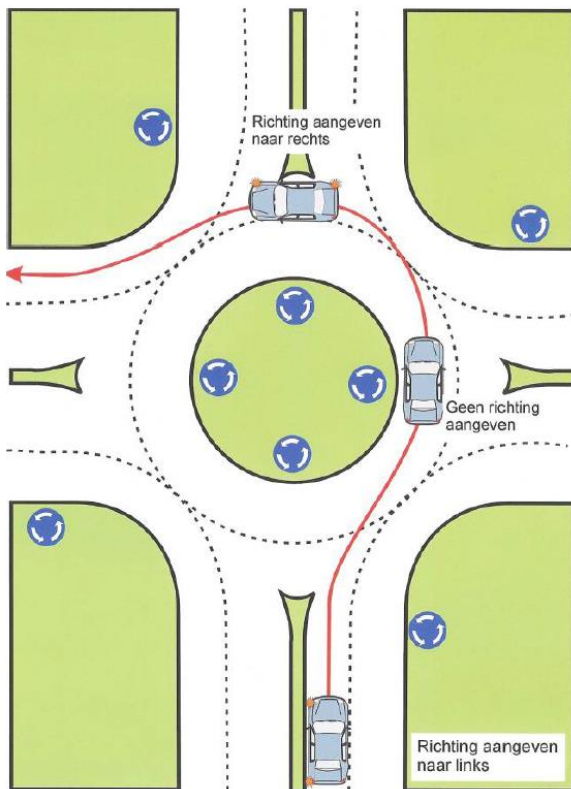 Richting aangeven
naar rechts
Geen richting
aangeven
Richting aangeven
naar links